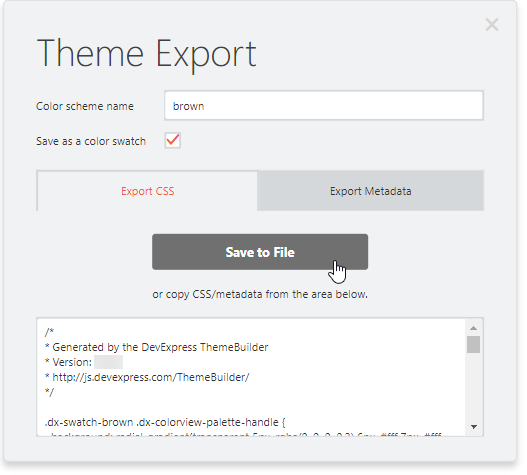 Theme Export
Color scheme name
brown
Save as a color swatch
Export CSS
Export Metadata
Save to File
or copy CSS/metadata from the area below.
/*
* Generated by the DevExpress ThemeBuilder
* Version:
* http://js.devexpress.com/ThemeBuilder/
*/
.dx-swatch-brown .dx-colorview-palette-handle {